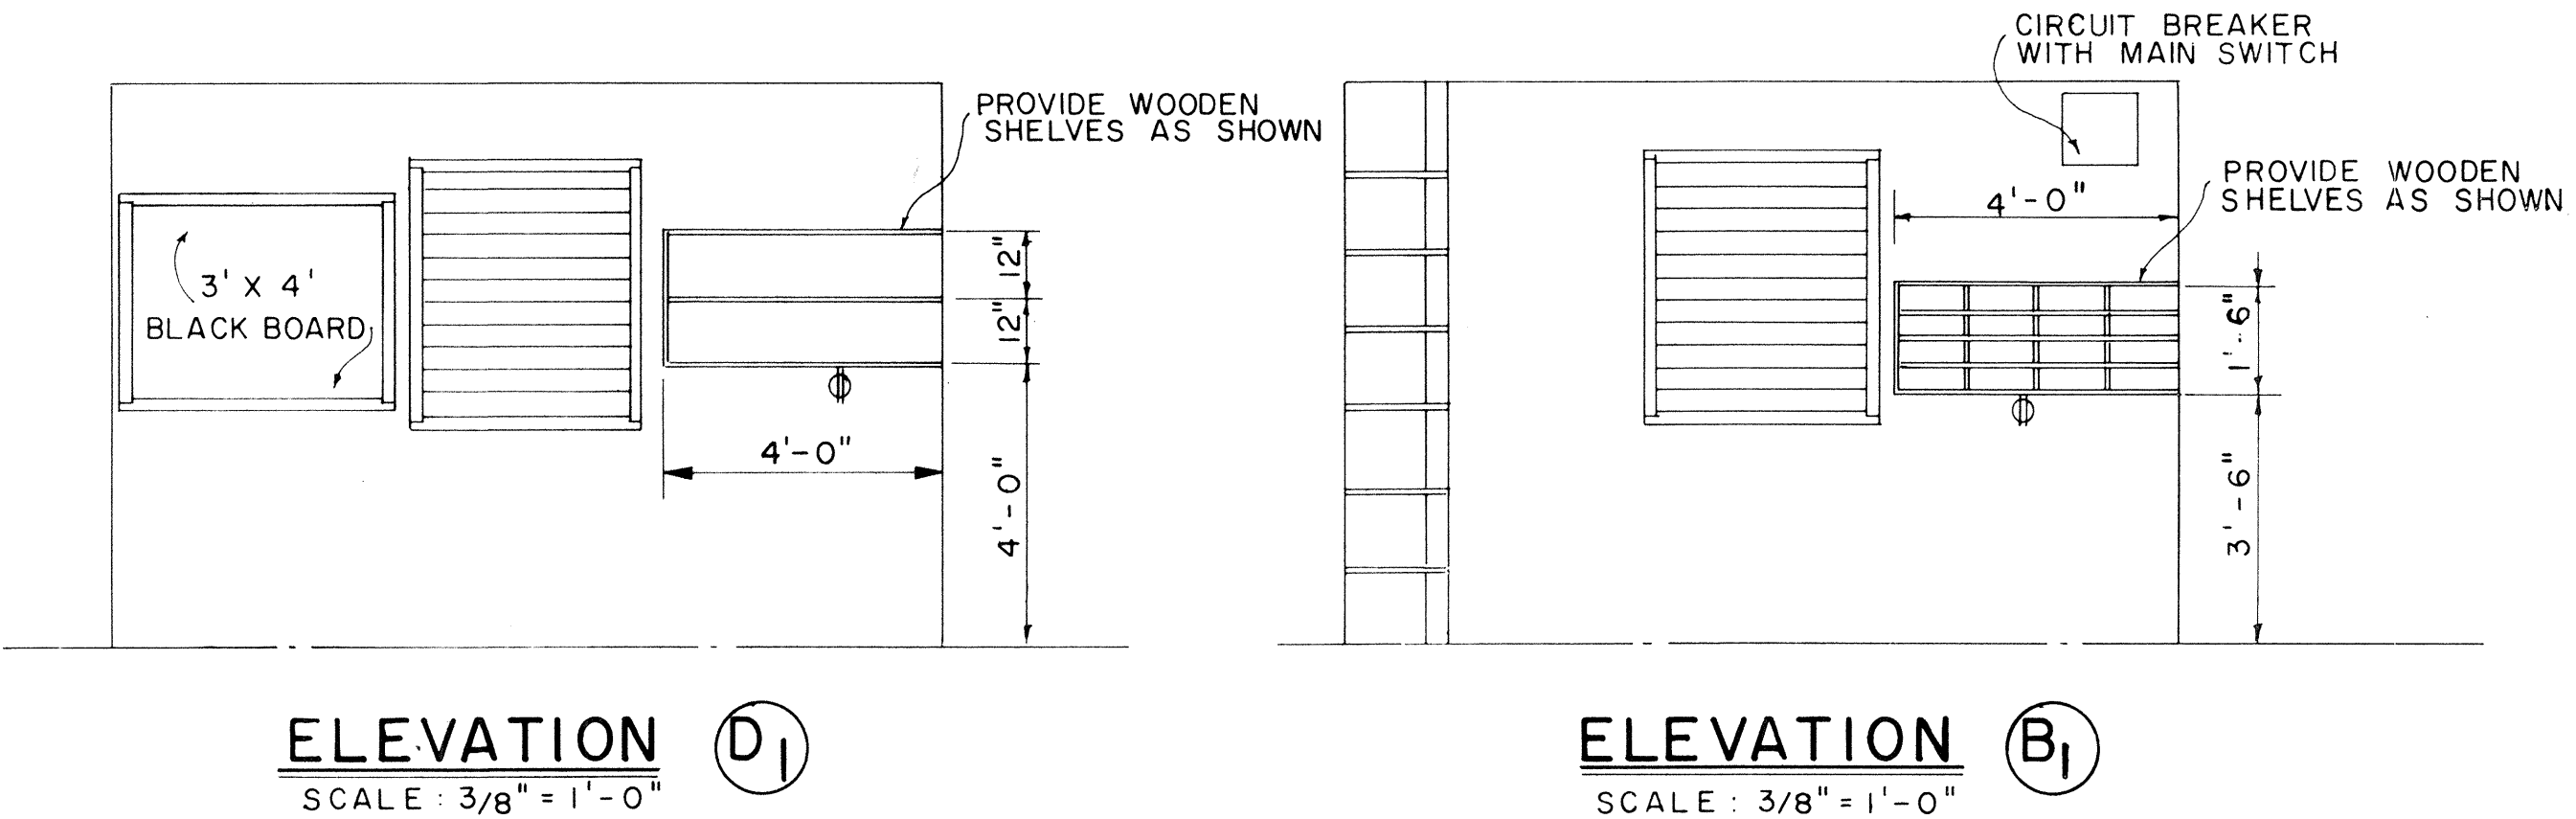 PROVIDE WOODEN
SHELVES AS SHOWN
3' X 4'
BLACK BOARD
12"
12"
4'-0"
4'-0"
ELEVATION D1
SCALE: 3/8" = 1'-0"
CIRCUIT BREAKER
WITH MAIN SWITCH
PROVIDE WOODEN
SHELVES AS SHOWN
4'-0"
1'-6"
3'-6"
ELEVATION B1
SCALE: 3/8" = 1'-0"